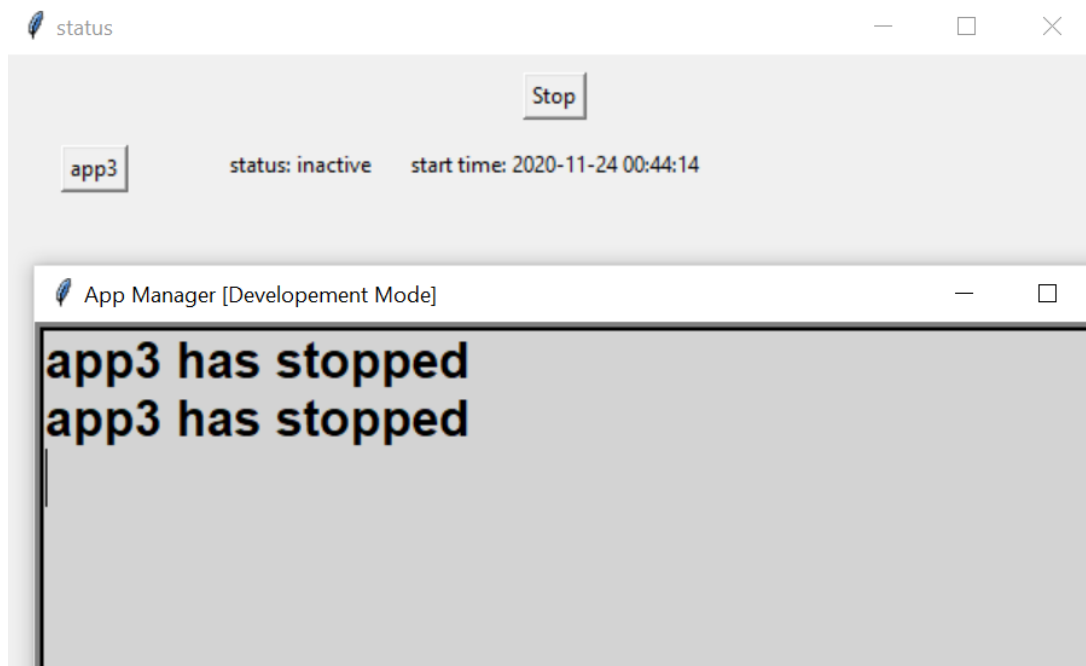 status
Stop
app3 status: inactive start time: 2020-11-24 00:44:14
App Manager [Developement Mode]
app3 has stopped
app3 has stopped